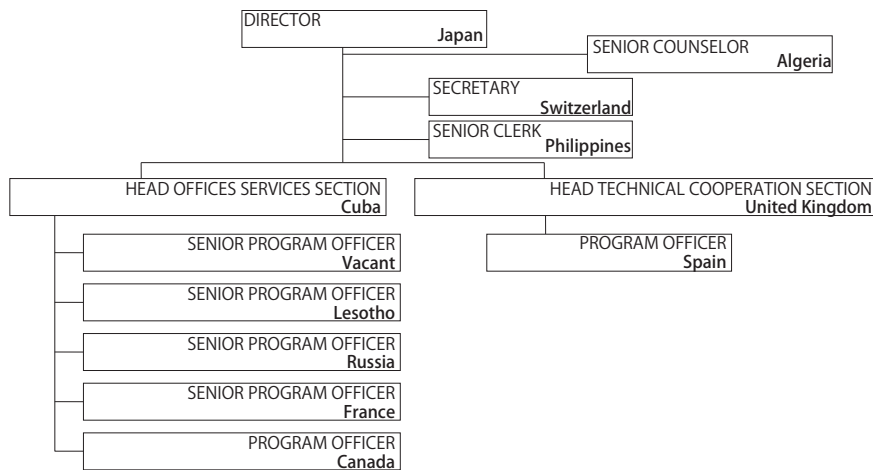 DIRECTOR
Japan
SENIOR COUNSELOR
Algeria
SECRETARY
Switzerland
SENIOR CLERK
Philippines
HEAD OFFICES SERVICES SECTION
Cuba
HEAD TECHNICAL COOPERATION SECTION
United Kingdom
SENIOR PROGRAM OFFICER
Vacant
PROGRAM OFFICER
Spain
SENIOR PROGRAM OFFICER
Lesotho
SENIOR PROGRAM OFFICER
Russia
SENIOR PROGRAM OFFICER
France
PROGRAM OFFICER
Canada